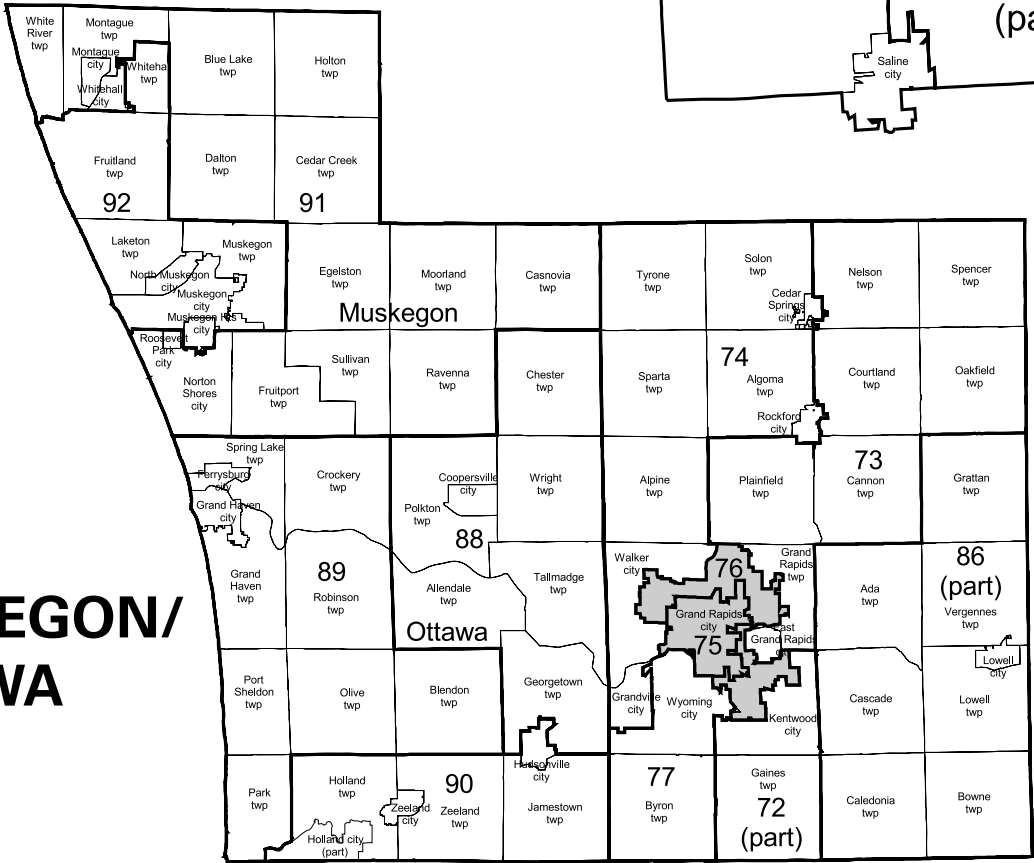 White
River
twp
Montague
twp
Montague
city
Whiteha
twp
Whitehall
city
Blue Lake
twp
Holton
twp
(pa
Saline
city
Fruitland
twp
92
Dalton
twp
Cedar Creek
twp
91
Laketon
twp
Muskegon
twp
North Muskegon
city
Muskegon
city
Muskegon Hts
city
Egelston
twp
Moorland
twp
Casnovia
twp
Muskegon
Tyrone
twp
Solon
twp
Cedar
Springs
city
Nelson
twp
Spencer
twp
Roosevelt
Park
city
Norton
Shores
city
Fruitport
twp
Sullivan
twp
Ravenna
twp
Chester
twp
Sparta
twp
74
Algoma
twp
Rockford
city
Courtland
twp
Oakfield
twp
Spring Lake
twp
Ferrysburg
city
Grand Haven
city
Crockery
twp
Coopersville
city
Polkton
twp
88
Wright
twp
Alpine
twp
Plainfield
twp
73
Cannon
twp
Grattan
twp
Grand
Haven
twp
89
Robinson
twp
Allendale
twp
Ottawa
Tallmadge
twp
Walker
city
76
Grand
Rapids
twp
Grand Rapids
city
75
East
Grand Rapids
Ada
twp
86
(part)
Vergennes
twp
Lowell
city
EGON/
WA
Port
Sheldon
twp
Olive
twp
Blendon
twp
Georgetown
twp
Grandville
city
Wyoming
city
Kentwood
city
Cascade
twp
Lowell
twp
Park
twp
Holland
twp
Holland city
(part)
Zeeland
city
90
Zeeland
twp
Hudsonville
city
Jamestown
twp
77
Byron
twp
Gaines
twp
72
(part)
Caledonia
twp
Bowne
twp